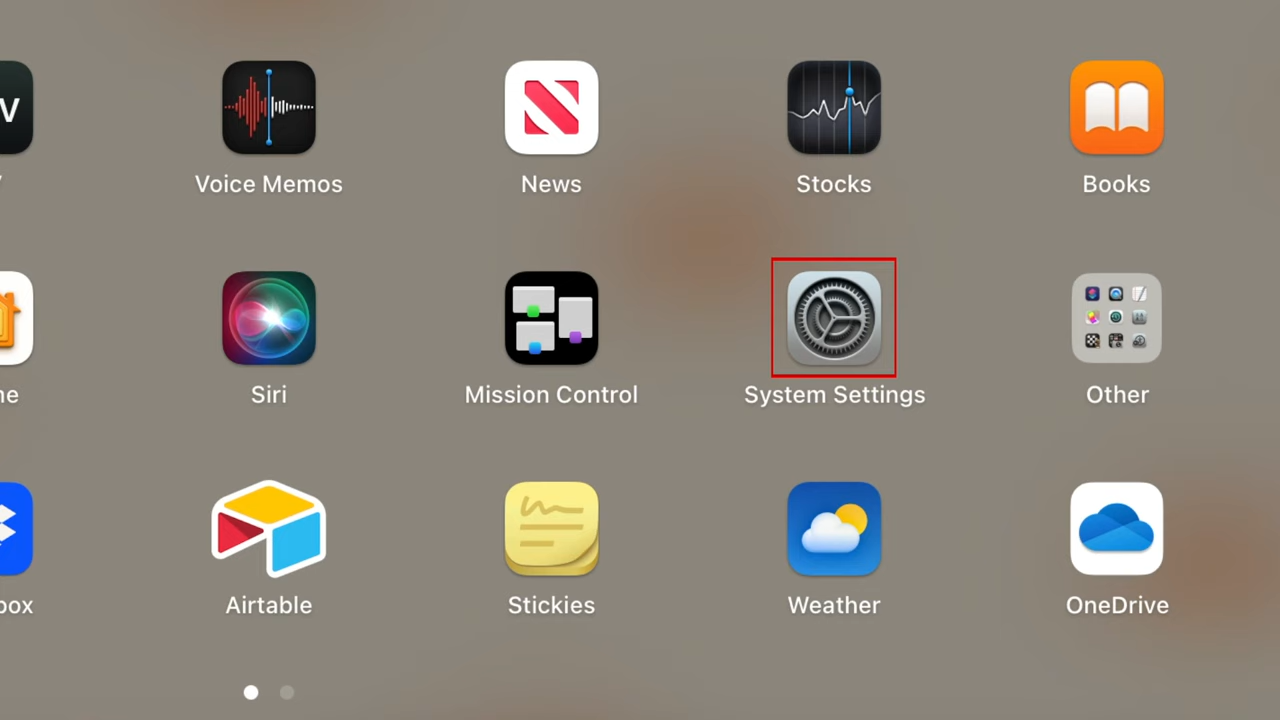 Voice Memos
News
Stocks
Books
Siri
Mission Control
System Settings
Other
Airtable
Stickies
Weather
OneDrive